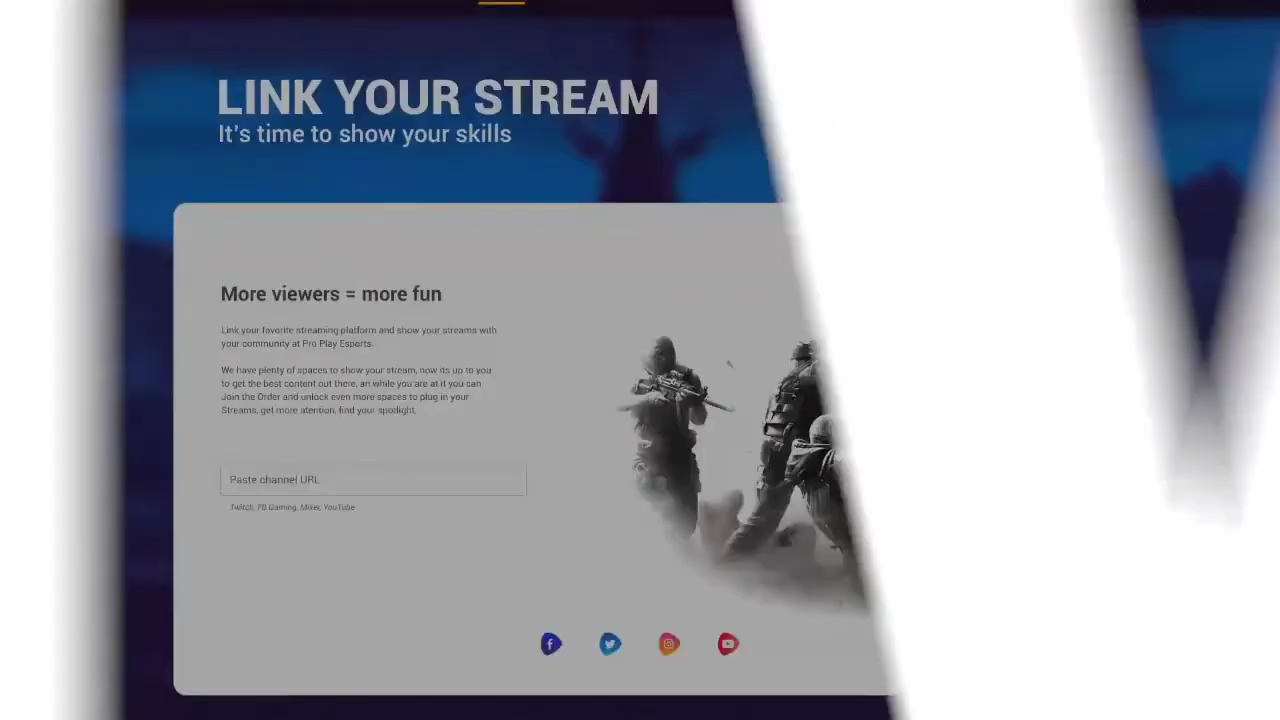 LINK YOUR STREAM
It's time to show your skills
More viewers = more fun
Link your favorite streaming platform and show your streams with
your community at Pro Play Esports.
We have plenty of spaces to show your stream, now its up to you
to get the best content out there, an while you are at it you can
Join the Order and unlock even more spaces to plug in your
Streams, get more atention, find your spotlight.
Paste channel URL
Twitch, FB Gaming, Mixer, YouTube